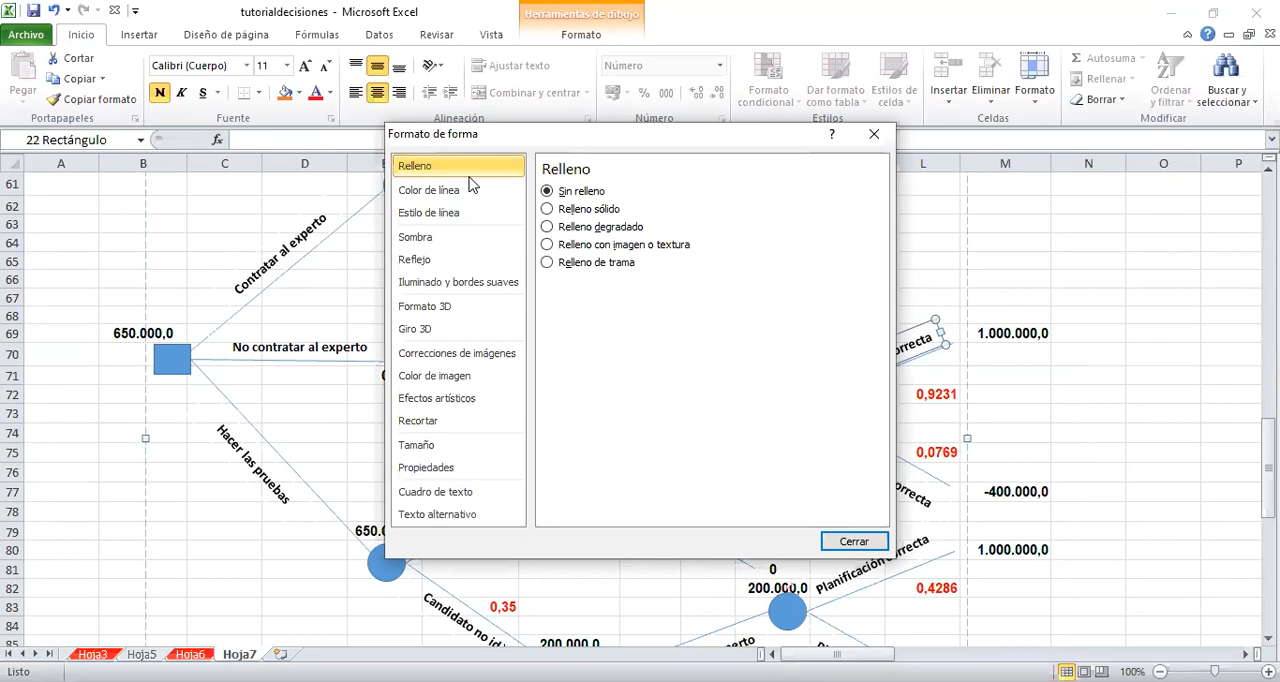 tutorialdecisiones - Microsoft Excel
Herramientas de dibujo
Archivo Inicio Insertar Diseño de página Fórmulas Datos Revisar Vista Formato
Cortar
Copiar
Copiar formato
Pegar
Portapapeles
Calibri (Cuerpo) 11
N K S
Fuente
Ajustar texto
Combinar y centrar
Alineación
Número
% 000
Número
Formato condicional
Dar formato como tabla
Estilos de celda
Estilos
Insertar Eliminar Formato
Celdas
Autosuma
Rellenar
Borrar
Ordenar y filtrar
Buscar y seleccionar
Modificar
22 Rectángulo
fx
A B C D E L M N O P
61
62
63
64
65
66
67
68
69
70
71
72
73
74
75
76
77
78
79
80
81
82
83
84
85
Contratar al experto
650.000,0
No contratar al experto
Hacer las pruebas
650.0
0,35
Candidato no id
200.000,0
Formato de forma
?
Relleno
Color de línea
Estilo de línea
Sombra
Reflejo
Iluminado y bordes suaves
Formato 3D
Giro 3D
Correcciones de imágenes
Color de imagen
Efectos artísticos
Recortar
Tamaño
Propiedades
Cuadro de texto
Texto alternativo
Relleno
Sin relleno
Relleno sólido
Relleno degradado
Relleno con imagen o textura
Relleno de trama
Cerrar
orrecta
1.000.000,0
0,9231
0,0769
orrecta
-400.000,0
0
200.000,0
Planificación correcta
1.000.000,0
0,4286
Hoja3 Hoja5 Hoja6 Hoja7
Listo
100%